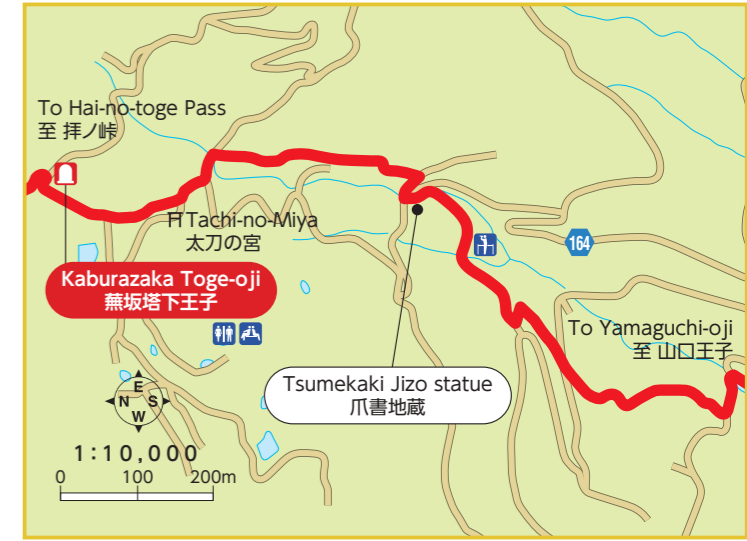 To Hai-no-toge Pass
至 拝ノ峠
Tachi-no-Miya
太刀の宮
Kaburazaka Toge-oji
蕪坂塔下王子
164
To Yamaguchi-oji
至 山口王子
Tsumekaki Jizo statue
爪書地蔵
E
N S
W
1:10,000
0 100 200m